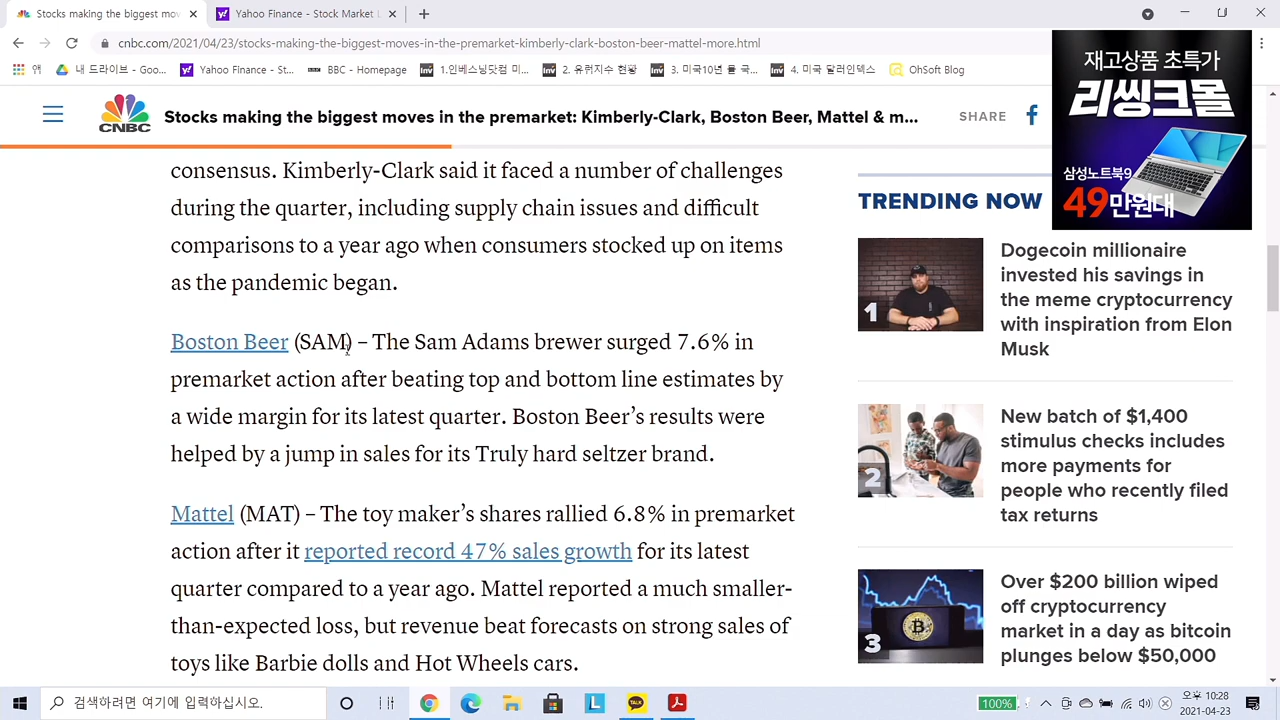 Stocks making the biggest mov
Yahoo Finance - Stock Market L
cnbc.com/2021/04/23/stocks-making-the-biggest-moves-in-the-premarket-kimberly-clark-boston-beer-mattel-more.html
앱
내 드라이브 - Goo...
Yahoo Finance - St...
BBC - Homepage
3. 미국10년 물 국...
4. 미국 달러인덱스
OhSoft Blog
CNBC
Stocks making the biggest moves in the premarket: Kimberly-Clark, Boston Beer, Mattel & m...
SHARE
재고상품 초특가
리씽크몰
삼성노트북9
49만원대
consensus. Kimberly-Clark said it faced a number of challenges
during the quarter, including supply chain issues and difficult
comparisons to a year ago when consumers stocked up on items
as the pandemic began.
Boston Beer (SAM) – The Sam Adams brewer surged 7.6% in
premarket action after beating top and bottom line estimates by
a wide margin for its latest quarter. Boston Beer’s results were
helped by a jump in sales for its Truly hard seltzer brand.
Mattel (MAT) – The toy maker’s shares rallied 6.8% in premarket
action after it reported record 47% sales growth for its latest
quarter compared to a year ago. Mattel reported a much smaller-
than-expected loss, but revenue beat forecasts on strong sales of
toys like Barbie dolls and Hot Wheels cars.
TRENDING NOW
1
Dogecoin millionaire
invested his savings in
the meme cryptocurrency
with inspiration from Elon
Musk
2
New batch of $1,400
stimulus checks includes
more payments for
people who recently filed
tax returns
3
Over $200 billion wiped
off cryptocurrency
market in a day as bitcoin
plunges below $50,000
검색하려면 여기에 입력하십시오.
100%
오후 10:28
2021-04-23